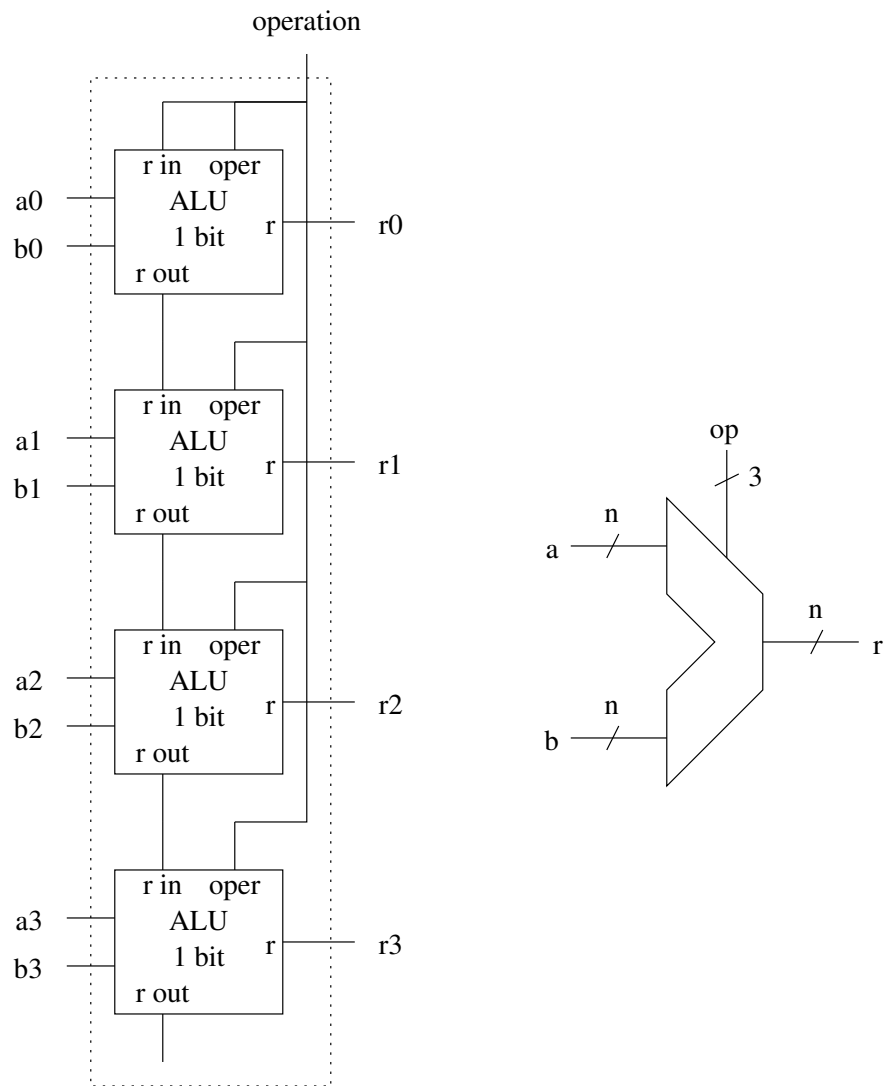 operation
r in oper
ALU
1 bit
r
r out
a0
b0
r0
r in oper
ALU
1 bit
r
r out
a1
b1
r1
r in oper
ALU
1 bit
r
r out
a2
b2
r2
r in oper
ALU
1 bit
r
r out
a3
b3
r3
op
3
n
a
n
b
n
r